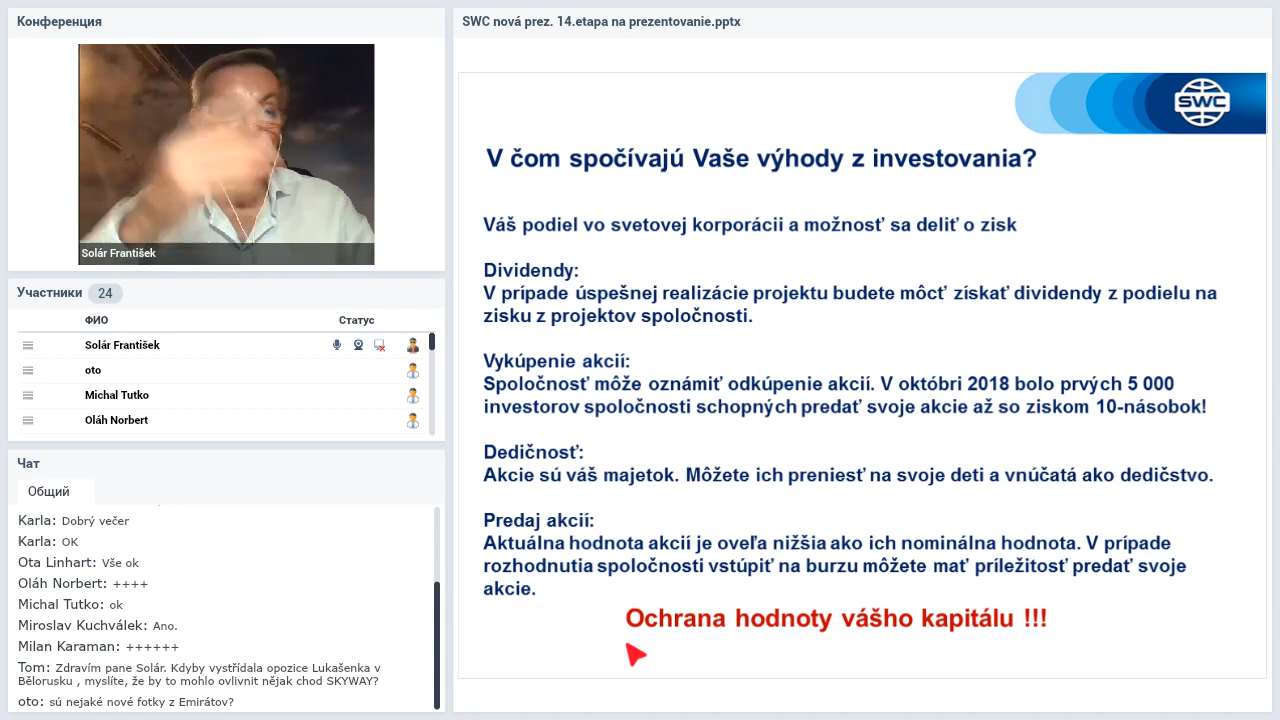 Конференция
Solár František
Участники 24
ФИО Статус
Solár František
oto
Michal Tutko
Oláh Norbert
Чат
Общий
Karla: Dobrý večer
Karla: OK
Ota Linhart: Vše ok
Oláh Norbert: ++++
Michal Tutko: ok
Miroslav Kuchválek: Ano.
Milan Karaman: ++++++
Tom: Zdravím pane Solár. Kdyby vystřídala opozice Lukašenka v
Bělorusku , myslíte, že by to mohlo ovlivnit nějak chod SKYWAY?
oto: sú nejaké nové fotky z Emirátov?
SWC nová prez. 14.etapa na prezentovanie.pptx
SWC
V čom spočívajú Vaše výhody z investovania?
Váš podiel vo svetovej korporácii a možnosť sa deliť o zisk
Dividendy:
V prípade úspešnej realizácie projektu budete môcť získať dividendy z podielu na
zisku z projektov spoločnosti.
Vykúpenie akcií:
Spoločnosť môže oznámiť odkúpenie akcií. V októbri 2018 bolo prvých 5 000
investorov spoločnosti schopných predať svoje akcie až so ziskom 10-násobok!
Dedičnosť:
Akcie sú váš majetok. Môžete ich preniesť na svoje deti a vnúčatá ako dedičstvo.
Predaj akcií:
Aktuálna hodnota akcií je oveľa nižšia ako ich nominálna hodnota. V prípade
rozhodnutia spoločnosti vstúpiť na burzu môžete mať príležitosť predať svoje
akcie.
Ochrana hodnoty vášho kapitálu !!!